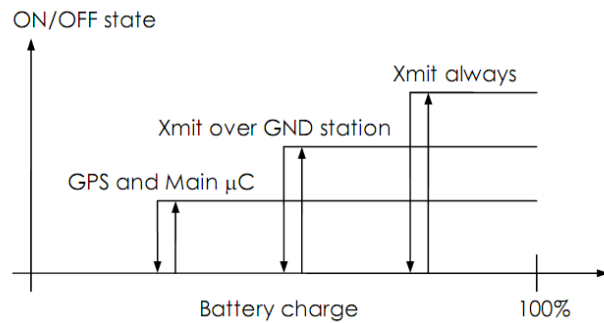 ON/OFF state
Xmit always
Xmit over GND station
GPS and Main μC
Battery charge
100%